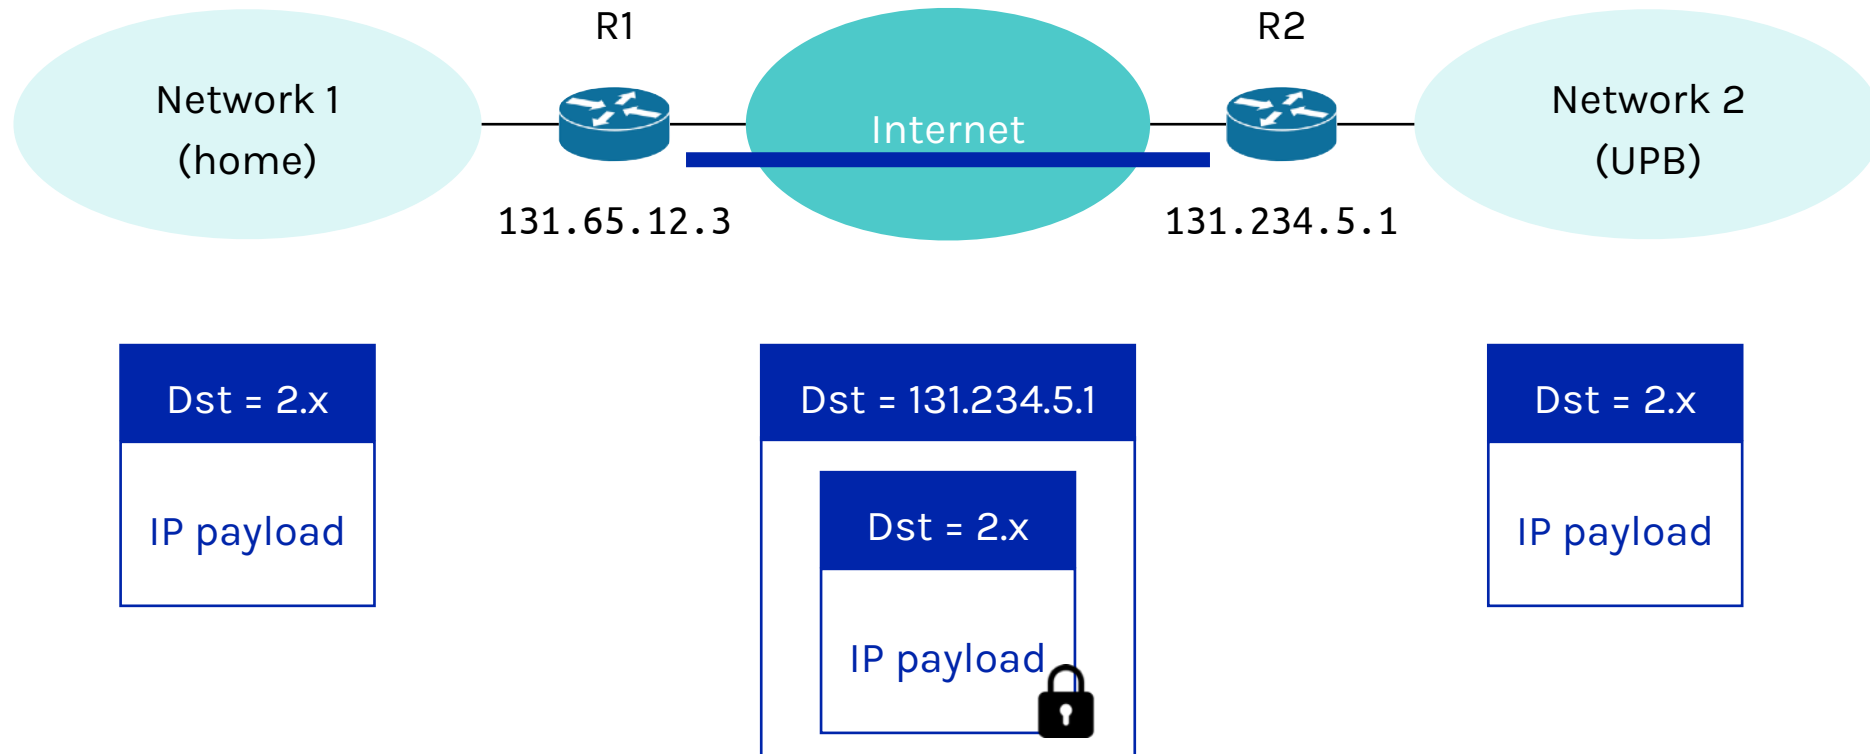 R1
R2
Network 1
(home)
Internet
Network 2
(UPB)
131.65.12.3
131.234.5.1
Dst = 2.x
IP payload
Dst = 131.234.5.1
Dst = 2.x
IP payload
Dst = 2.x
IP payload